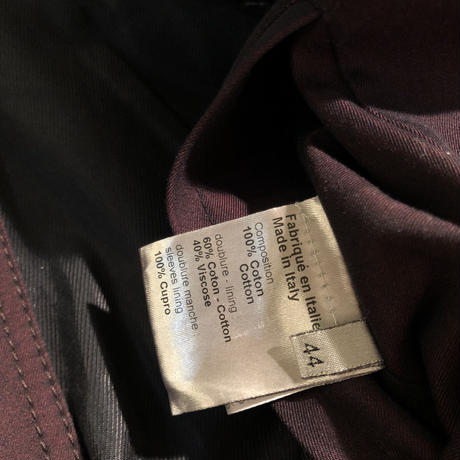 Fabriqué en Italie
Made in Italy
Composition
100% Coton
Cotton
doublure - lining
60% Coton - Cotton
40% Viscose
doublure manche
sleeves lining
100% Cupro
44